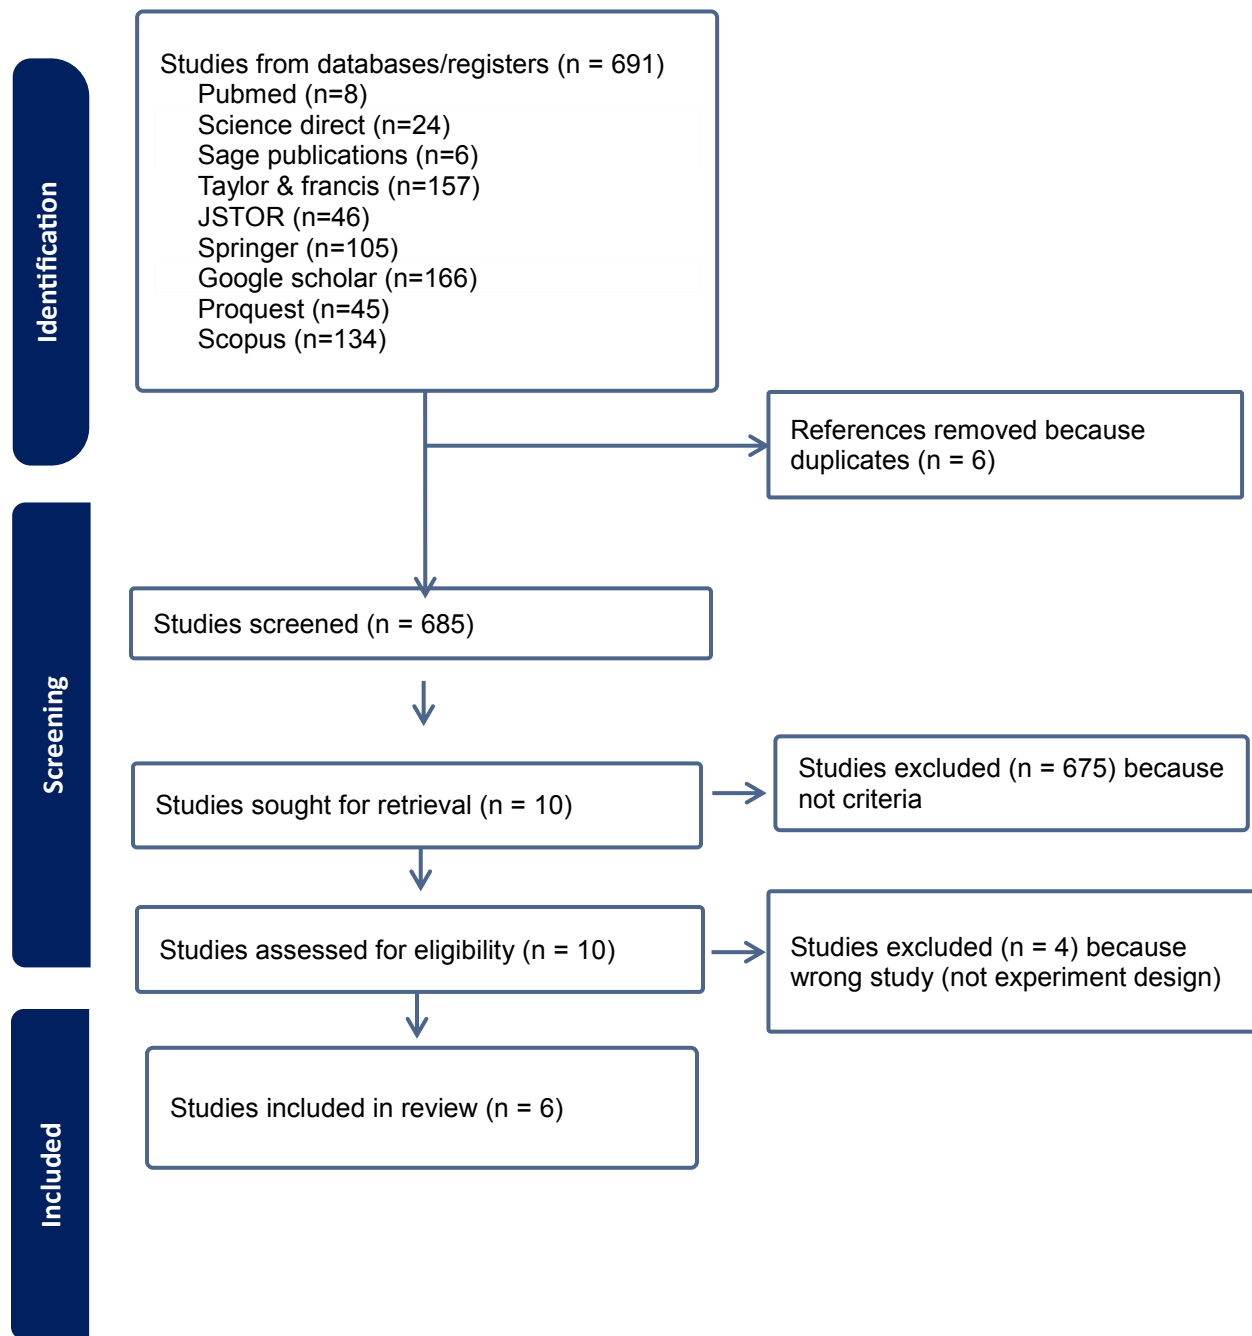 Identification
Studies from databases/registers (n = 691)
Pubmed (n=8)
Science direct (n=24)
Sage publications (n=6)
Taylor & francis (n=157)
JSTOR (n=46)
Springer (n=105)
Google scholar (n=166)
Proquest (n=45)
Scopus (n=134)
References removed because
duplicates (n = 6)
Screening
Studies screened (n = 685)
Studies sought for retrieval (n = 10)
Studies excluded (n = 675) because
not criteria
Studies assessed for eligibility (n = 10)
Studies excluded (n = 4) because
wrong study (not experiment design)
Included
Studies included in review (n = 6)